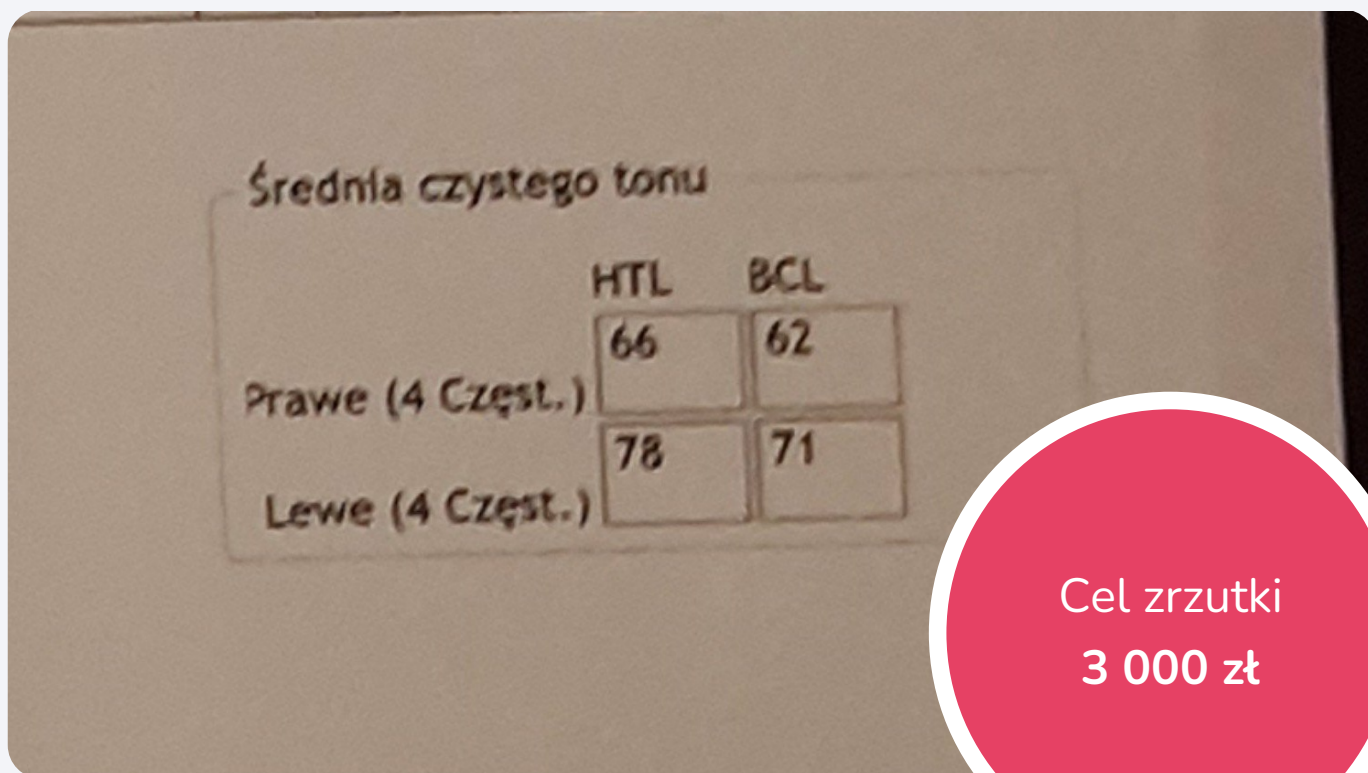 Średnia czystego tonu
HTL BCL
66 62
Prawe (4 Częst.)
78 71
Lewe (4 Częst.)
Cel zrzutki
3 000 zł